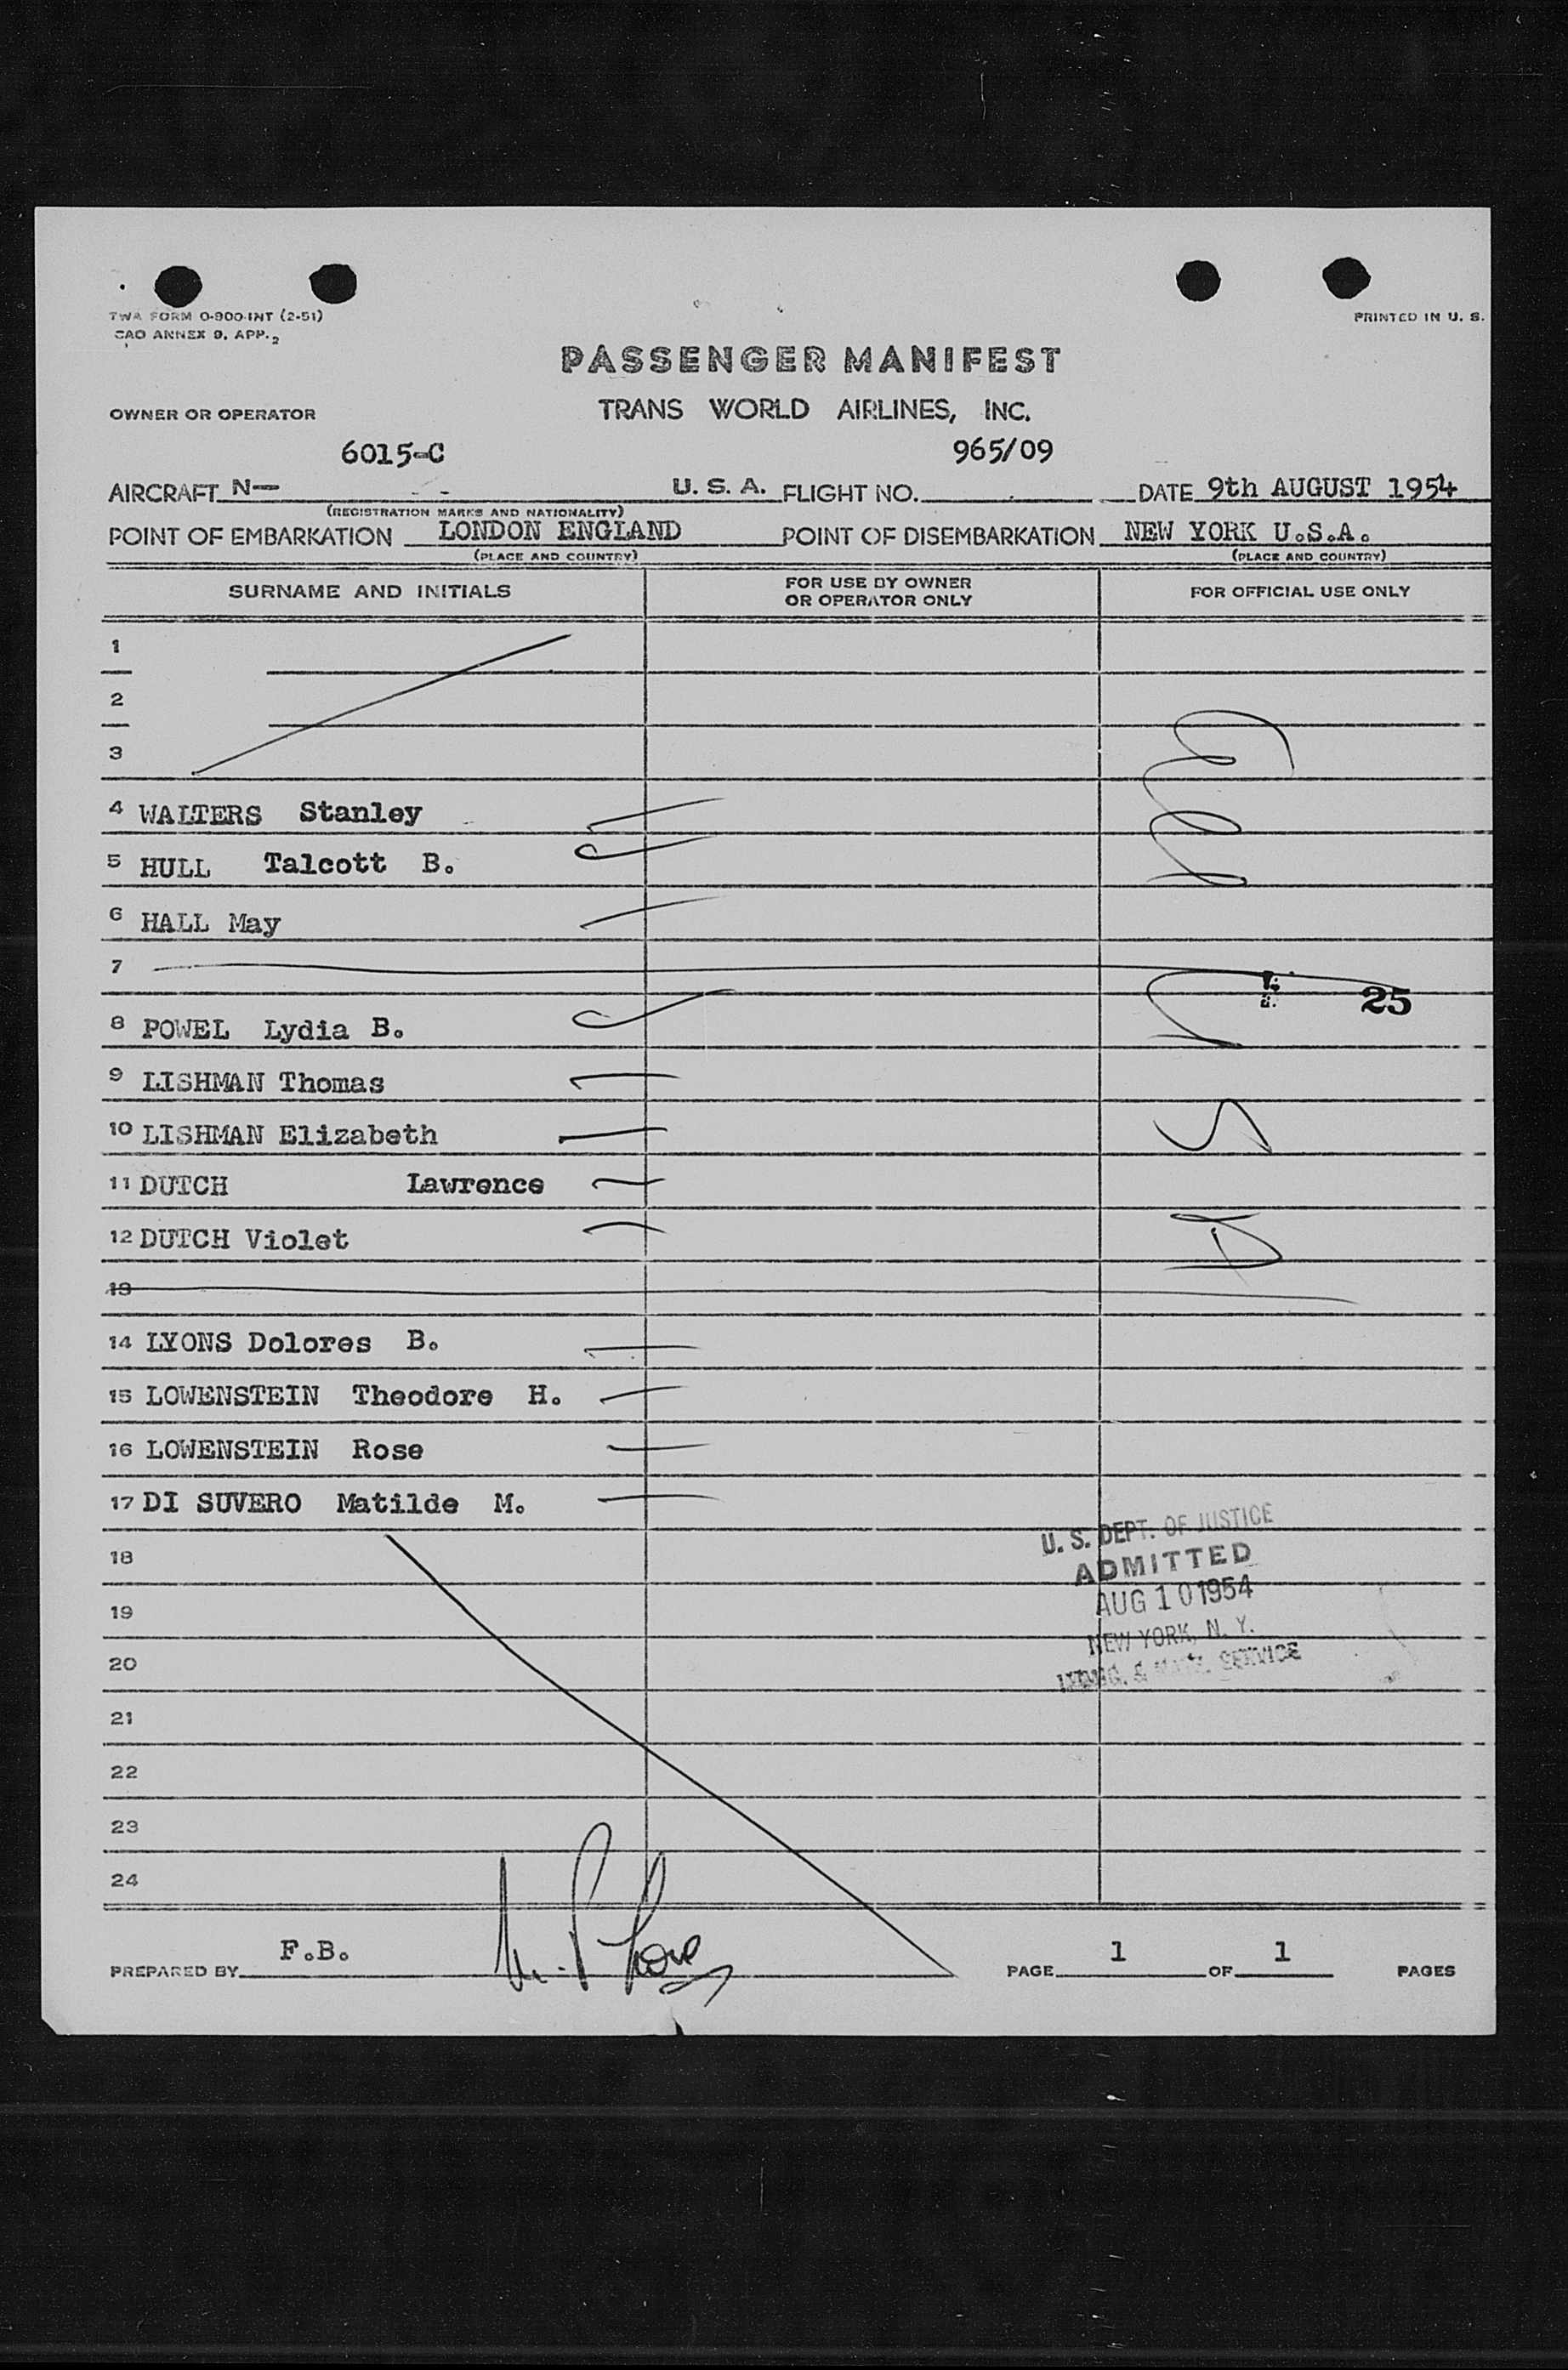 TWA FORM O-900-INT (2-51)
CAO ANNEX 9, APP. 2
PRINTED IN U. S.
PASSENGER MANIFEST
OWNER OR OPERATOR TRANS WORLD AIRLINES, INC.
6015-C 965/09
AIRCRAFT N— U. S. A. FLIGHT NO. DATE 9th AUGUST 1954
(REGISTRATION MARKS AND NATIONALITY)
POINT OF EMBARKATION LONDON ENGLAND POINT OF DISEMBARKATION NEW YORK U.S.A.
(PLACE AND COUNTRY) (PLACE AND COUNTRY)
SURNAME AND INITIALS FOR USE BY OWNER OR OPERATOR ONLY FOR OFFICIAL USE ONLY
1
2
3
4 WALTERS Stanley
5 HULL Talcott B.
6 HALL May
7
25
8 POWEL Lydia B.
9 LISHMAN Thomas
10 LISHMAN Elizabeth
11 DUTCH Lawrence
12 DUTCH Violet
13
14 LYONS Dolores B.
15 LOWENSTEIN Theodore H.
16 LOWENSTEIN Rose
17 DI SUVERO Matilde M.
U. S. DEPT. OF JUSTICE
18
ADMITTED
19
AUG 10 1954
NEW YORK, N. Y.
20
IMMIG. & NATZ. SERVICE
21
22
23
24
PREPARED BY F.B. PAGE 1 OF 1 PAGES